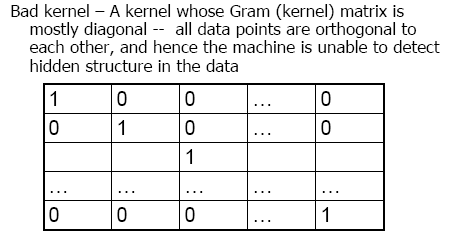 Bad kernel – A kernel whose Gram (kernel) matrix is
mostly diagonal -- all data points are orthogonal to
each other, and hence the machine is unable to detect
hidden structure in the data
1 0 0 … 0
0 1 0 … 0
1
… … … … …
0 0 0 … 1